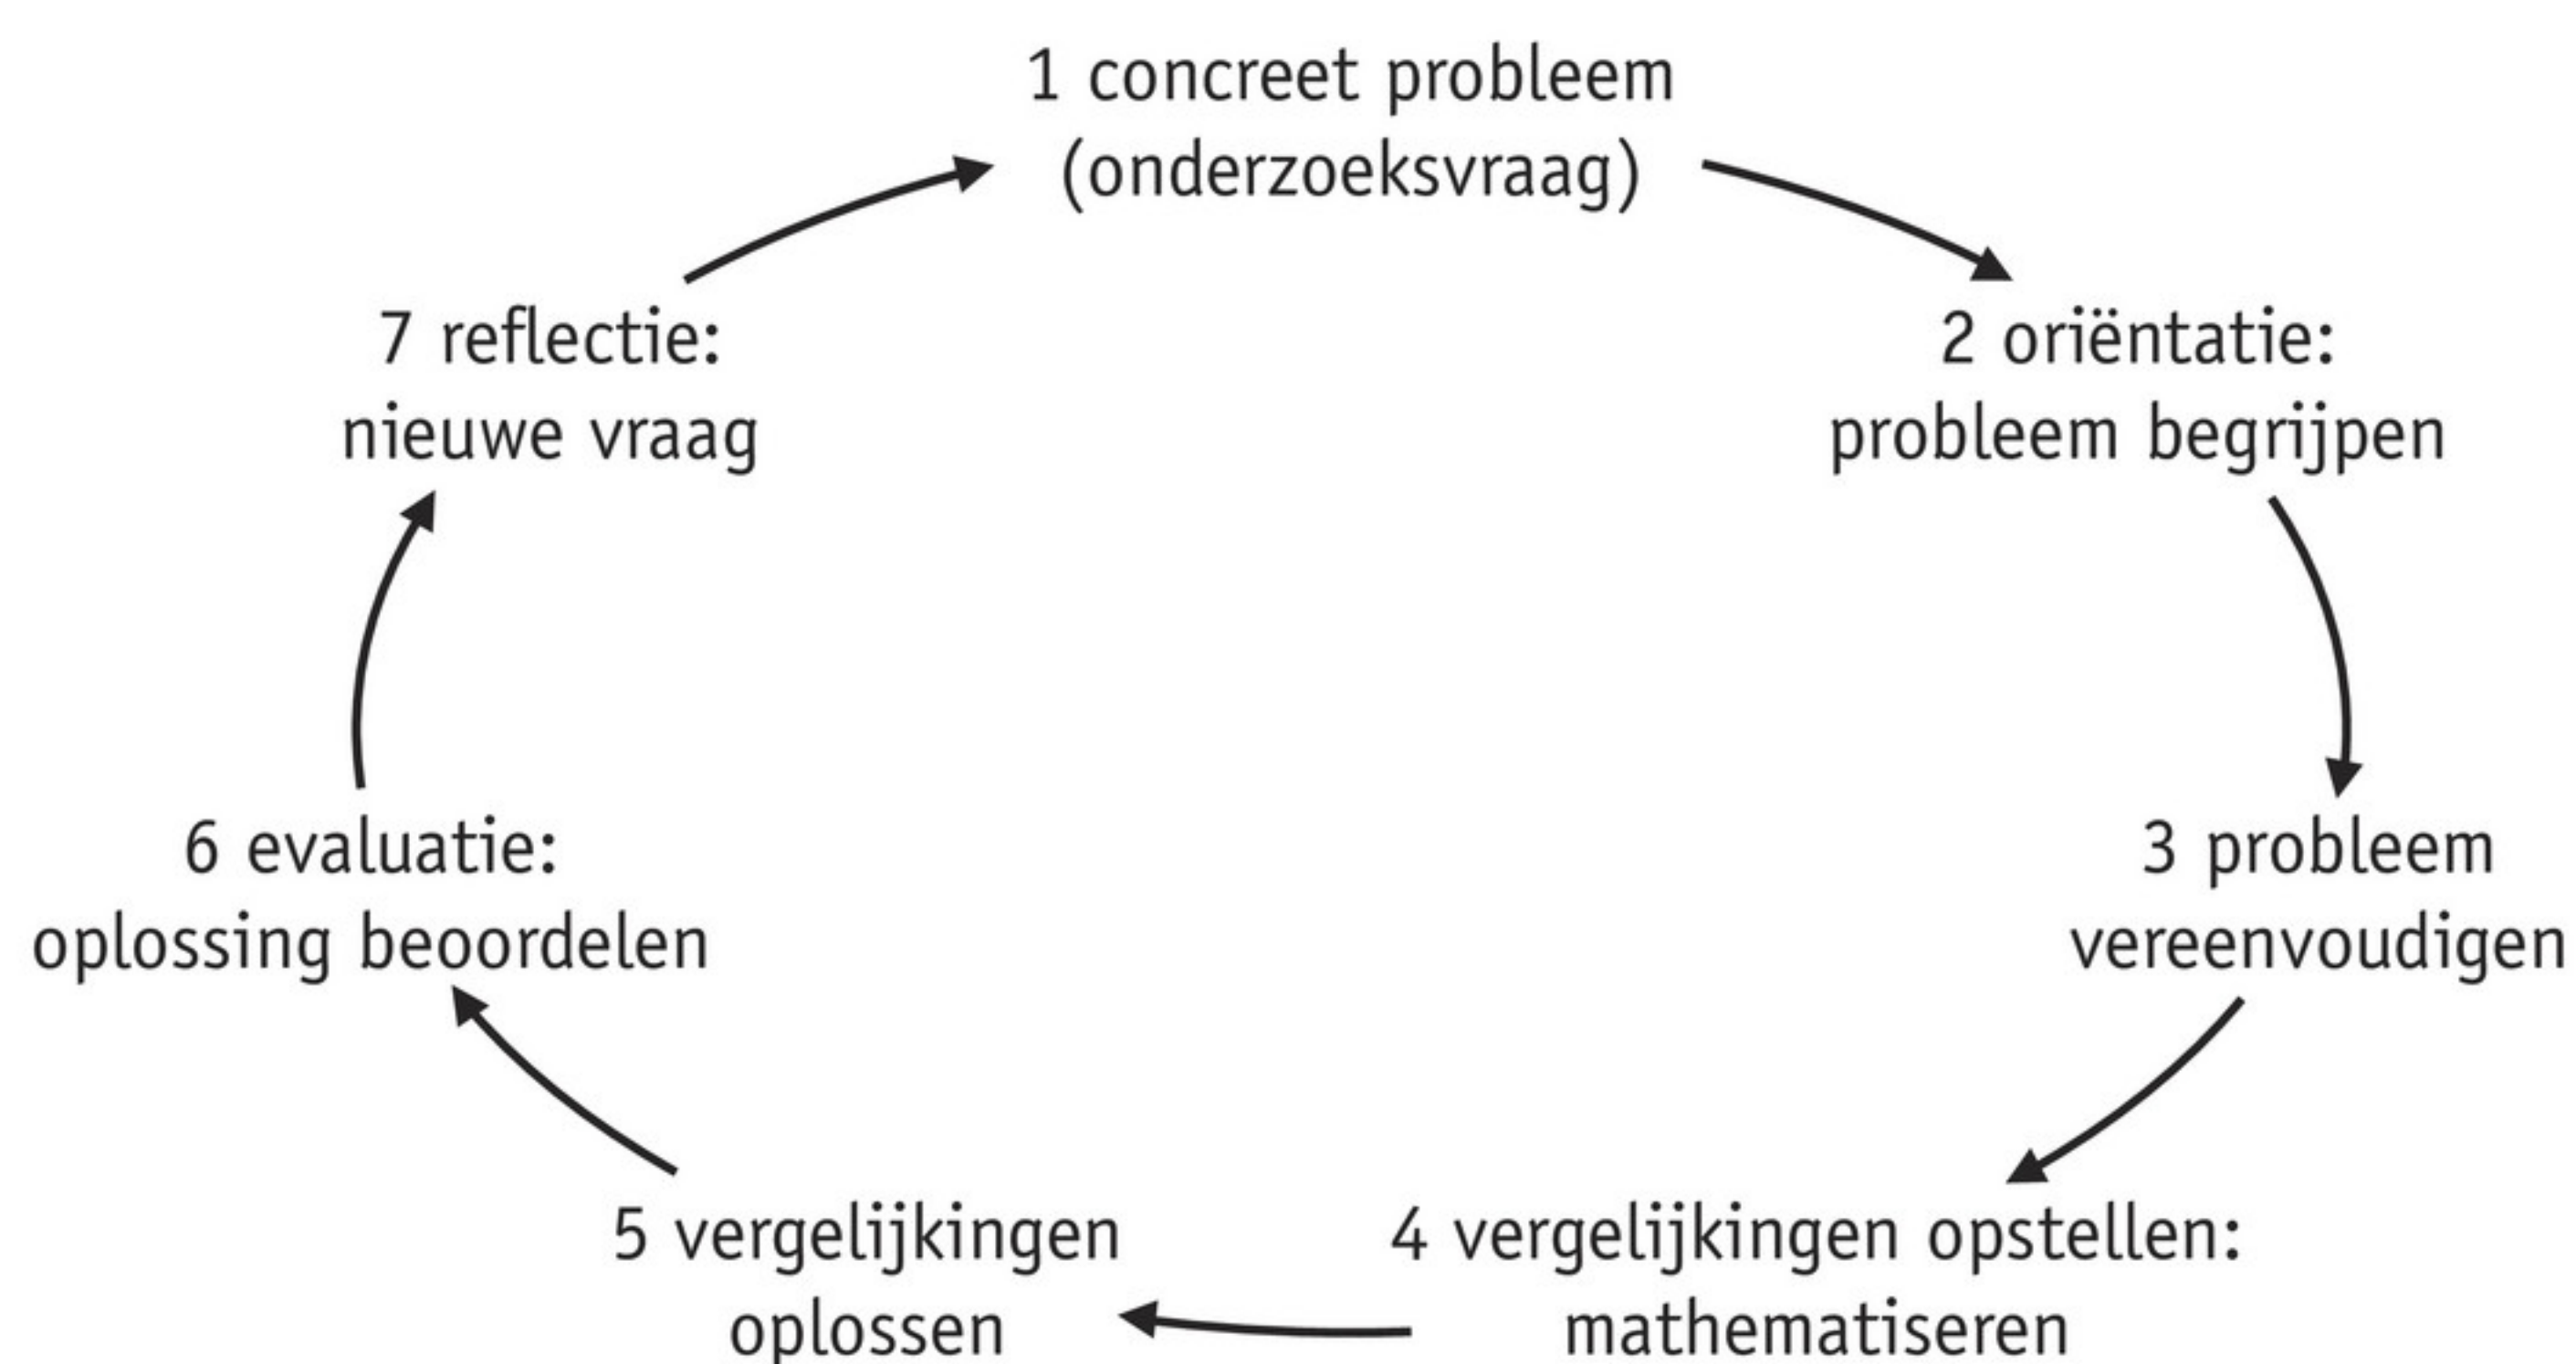 1 concreet probleem
(onderzoeksvraag)
2 oriëntatie:
probleem begrijpen
3 probleem
vereenvoudigen
4 vergelijkingen opstellen:
mathematiseren
5 vergelijkingen
oplossen
6 evaluatie:
oplossing beoordelen
7 reflectie:
nieuwe vraag